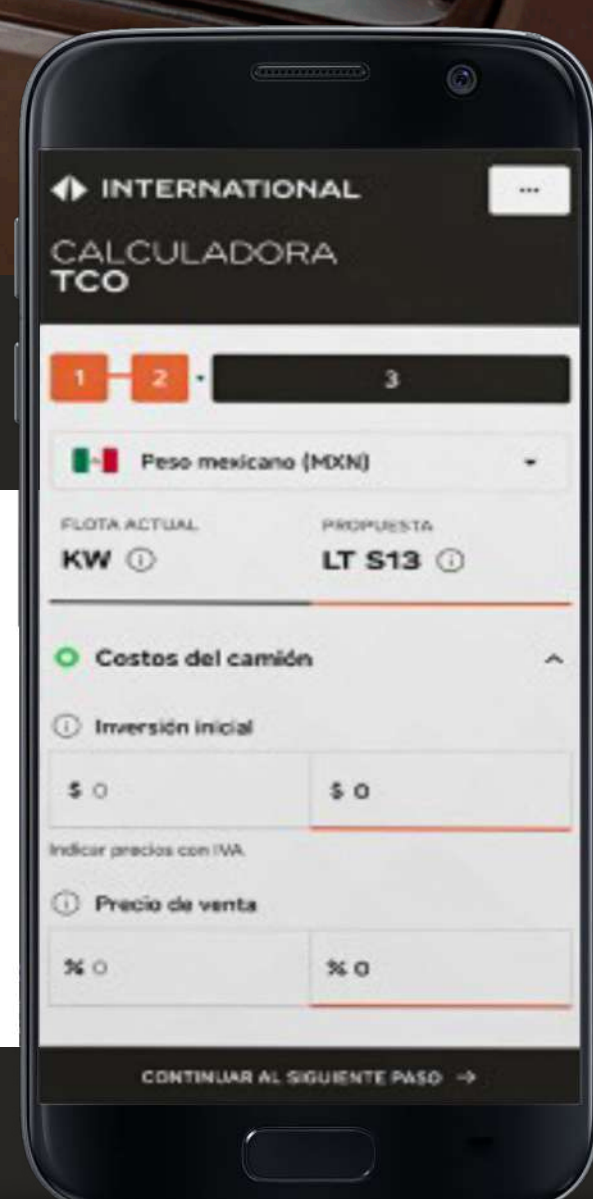 INTERNATIONAL
...
CALCULADORA
TCO
1 2 3
Peso mexicano (MXN)
FLOTA ACTUAL PROPUESTA
KW LT S13
Costos del camión
Inversión inicial
$ 0 $ 0
Indicar precios con IVA
Precio de venta
% 0 % 0
CONTINUAR AL SIGUIENTE PASO →